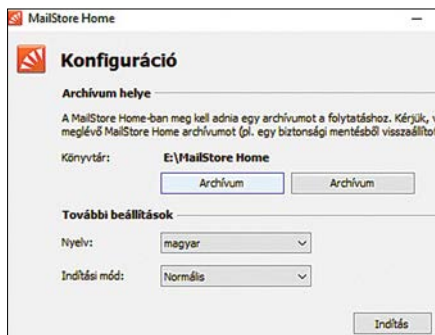 MailStore Home
Konfiguráció
Archívum helye
A MailStore Home-ban meg kell adnia egy archívumot a folytatáshoz. Kérjük, v
meglévő MailStore Home archívumot (pl. egy biztonsági mentésből visszaállítot
Könyvtár: E:\MailStore Home
Archívum Archívum
További beállítások
Nyelv: magyar
Indítási mód: Normális
Indítás